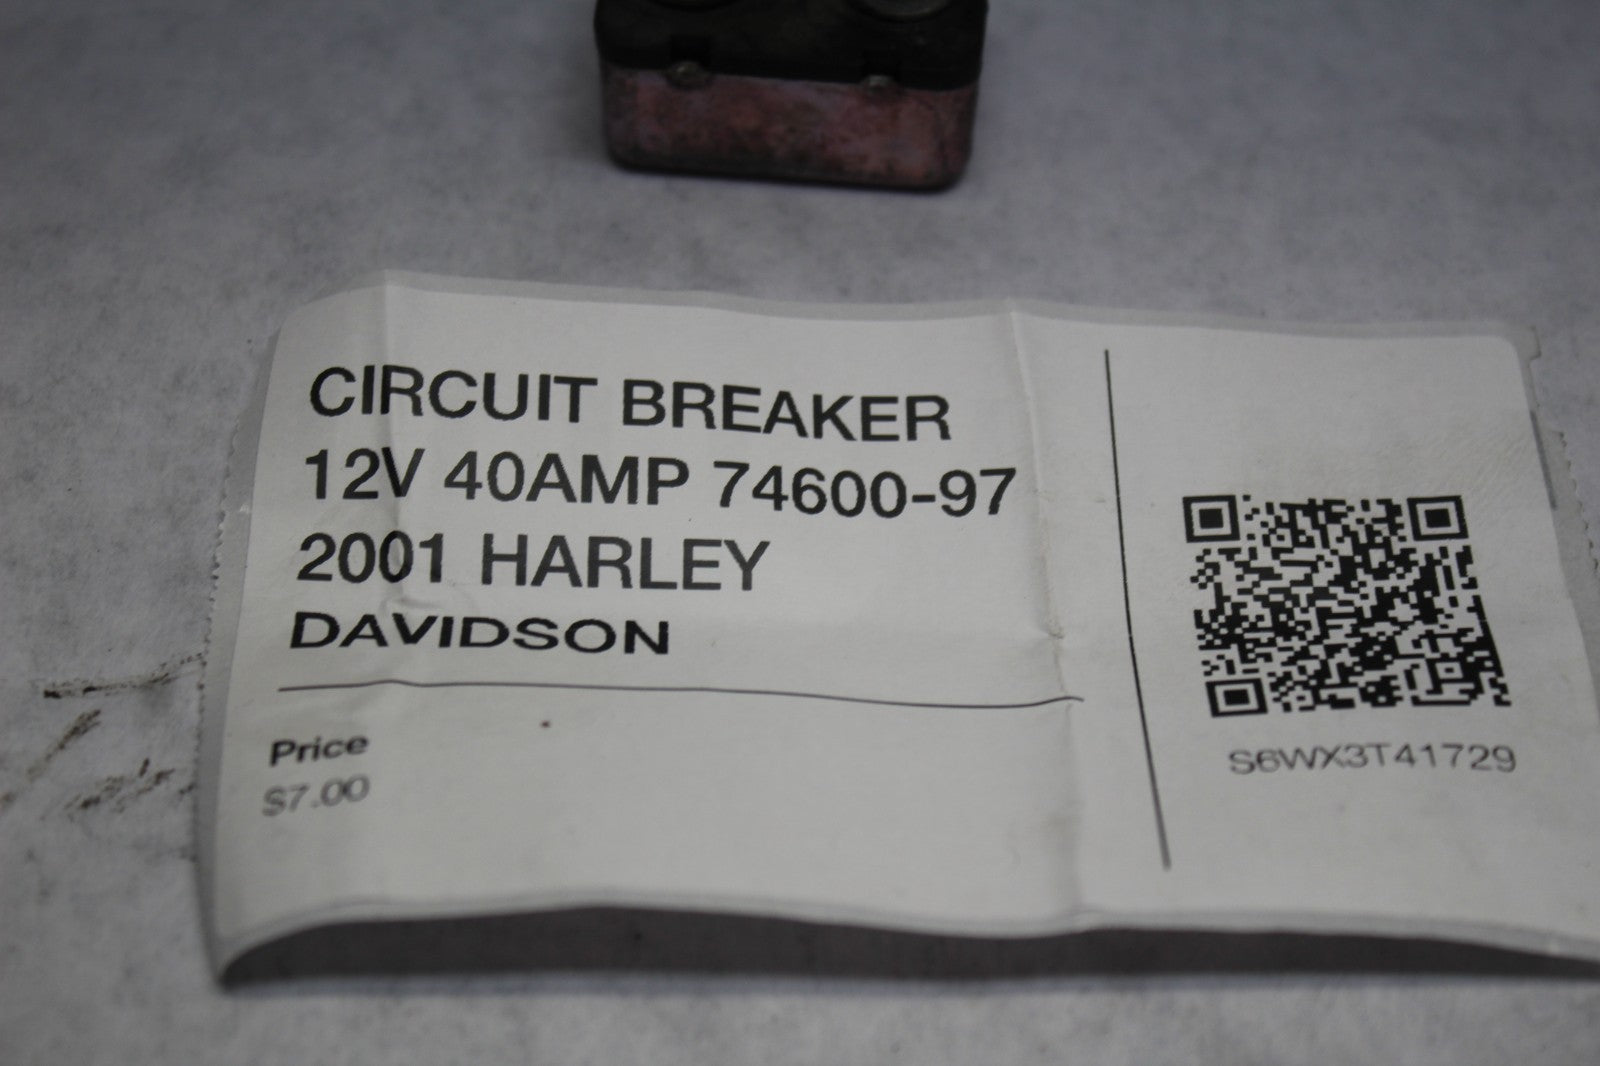 CIRCUIT BREAKER
12V 40AMP 74600-97
2001 HARLEY
DAVIDSON
Price
$7.00
S6WX3T41729